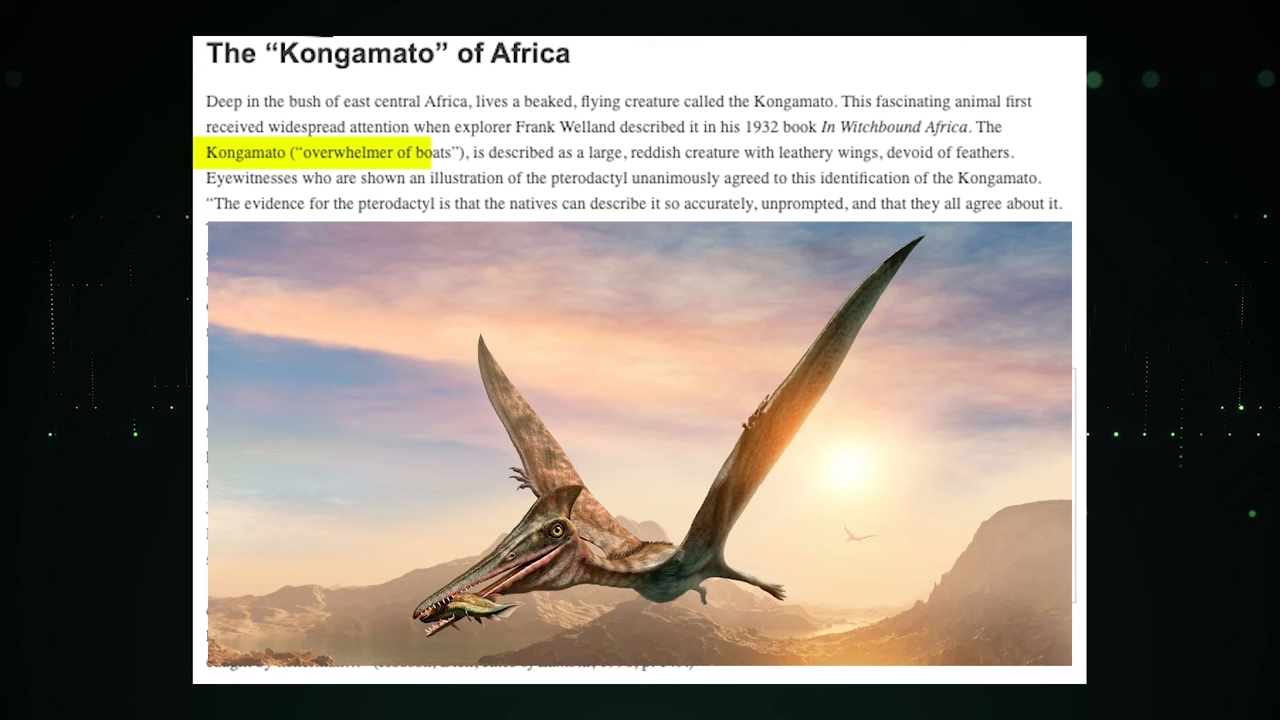 The “Kongamato” of Africa
Deep in the bush of east central Africa, lives a beaked, flying creature called the Kongamato. This fascinating animal first
received widespread attention when explorer Frank Welland described it in his 1932 book In Witchbound Africa. The
Kongamato (“overwhelmer of boats”), is described as a large, reddish creature with leathery wings, devoid of feathers.
Eyewitnesses who are shown an illustration of the pterodactyl unanimously agreed to this identification of the Kongamato.
“The evidence for the pterodactyl is that the natives can describe it so accurately, unprompted, and that they all agree about it.